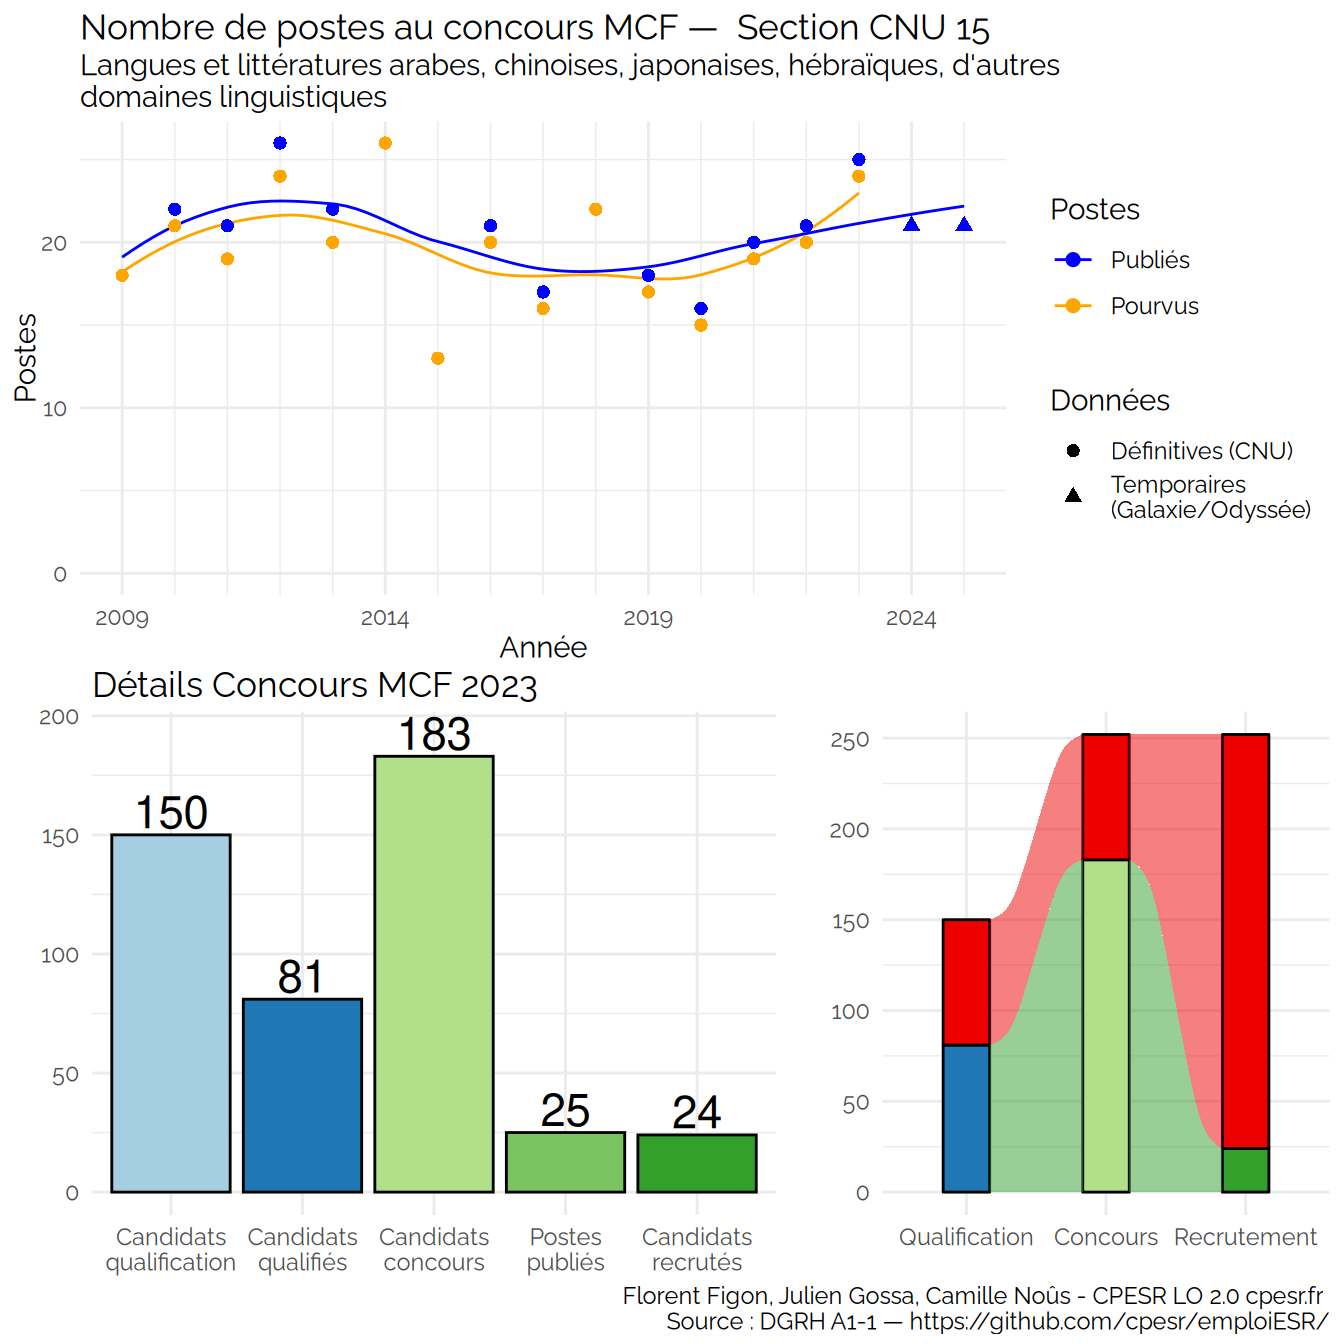 Nombre de postes au concours MCF — Section CNU 15
Langues et littératures arabes, chinoises, japonaises, hébraïques, d'autres
domaines linguistiques
Postes
20
10
0
2009
2014
2019
2024
Année
Postes
Publiés
Pourvus
Données
Définitives (CNU)
Temporaires
(Galaxie/Odyssée)
Détails Concours MCF 2023
200
150
100
50
0
150
81
183
25
24
Candidats
qualification
Candidats
qualifiés
Candidats
concours
Postes
publiés
Candidats
recrutés
250
200
150
100
50
0
Qualification
Concours
Recrutement
Florent Figon, Julien Gossa, Camille Noûs - CPESR LO 2.0 cpesr.fr
Source : DGRH A1-1 — https://github.com/cpesr/emploiESR/